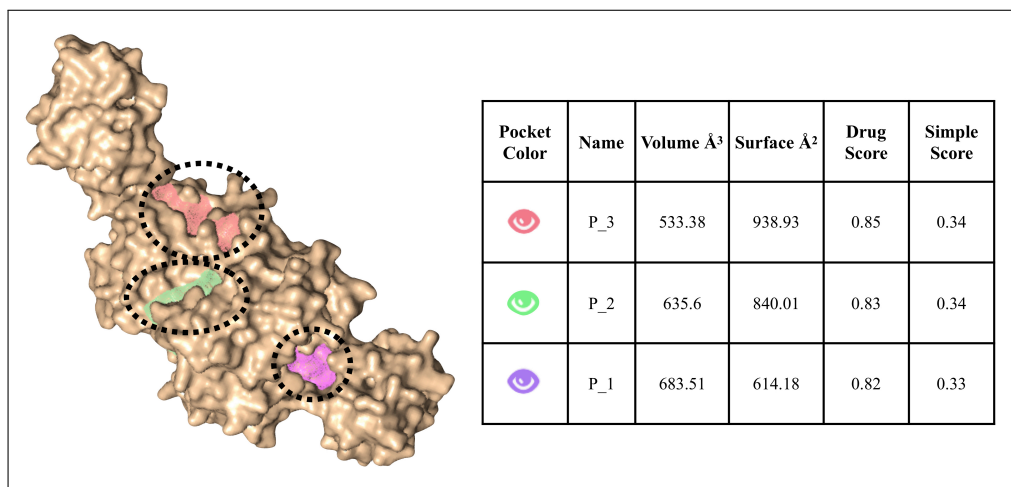 Pocket Color Name Volume Å³ Surface Å² Drug Score Simple Score
P_3 533.38 938.93 0.85 0.34
P_2 635.6 840.01 0.83 0.34
P_1 683.51 614.18 0.82 0.33